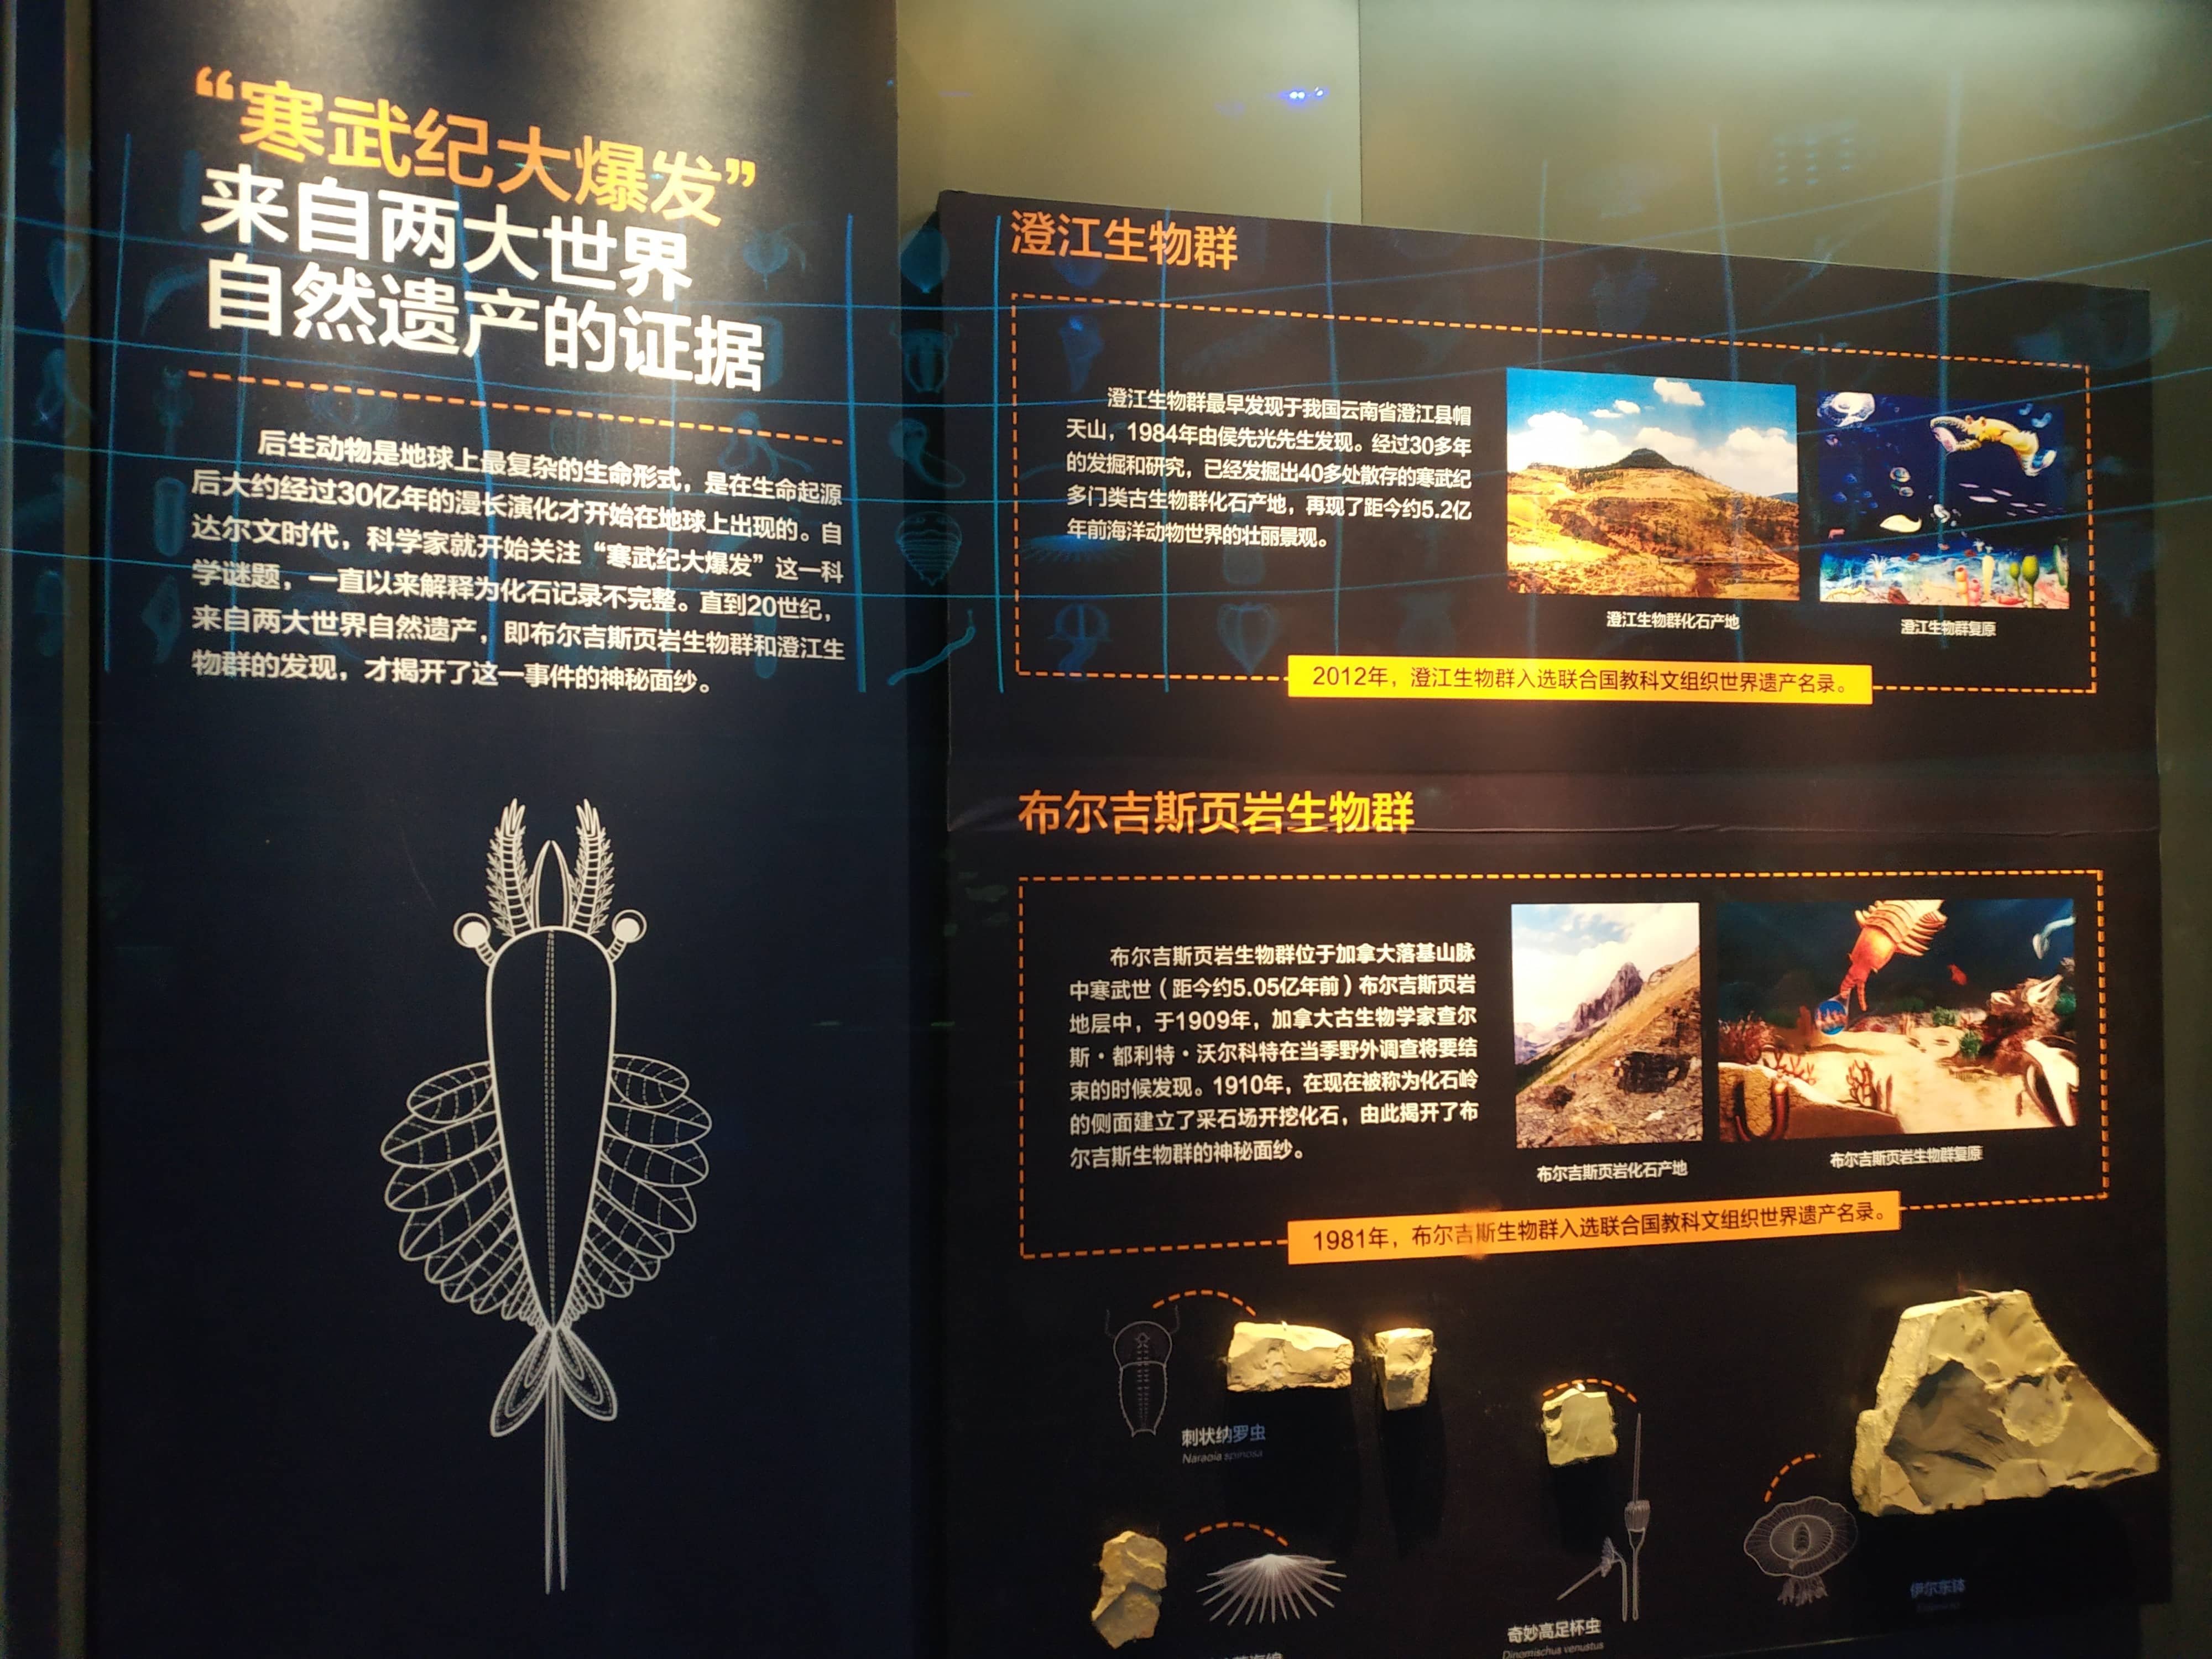 “寒武纪大爆发”
来自两大世界
自然遗产的证据
后生动物是地球上最复杂的生命形式，是在生命起源
后大约经过30亿年的漫长演化才开始在地球上出现的。自
达尔文时代，科学家就开始关注“寒武纪大爆发”这一科
学谜题，一直以来解释为化石记录不完整。直到20世纪，
来自两大世界自然遗产，即布尔吉斯页岩生物群和澄江生
物群的发现，才揭开了这一事件的神秘面纱。
澄江生物群
澄江生物群最早发现于我国云南省澄江县帽
天山，1984年由侯先光先生发现。经过30多年
的发掘和研究，已经发掘出40多处散存的寒武纪
多门类古生物群化石产地，再现了距今约5.2亿
年前海洋动物世界的壮丽景观。
澄江生物群化石产地
澄江生物群复原
2012年，澄江生物群入选联合国教科文组织世界遗产名录。
布尔吉斯页岩生物群
布尔吉斯页岩生物群位于加拿大落基山脉
中寒武世（距今约5.05亿年前）布尔吉斯页岩
地层中，于1909年，加拿大古生物学家查尔
斯·都利特·沃尔科特在当季野外调查将要结
束的时候发现。1910年，在现在被称为化石岭
的侧面建立了采石场开挖化石，由此揭开了布
尔吉斯生物群的神秘面纱。
布尔吉斯页岩化石产地
布尔吉斯页岩生物群复原
1981年，布尔吉斯生物群入选联合国教科文组织世界遗产名录。
刺状纳罗虫
Naraoia spinosa
奇妙高足杯虫
Dinomischus venustus
伊尔东钵